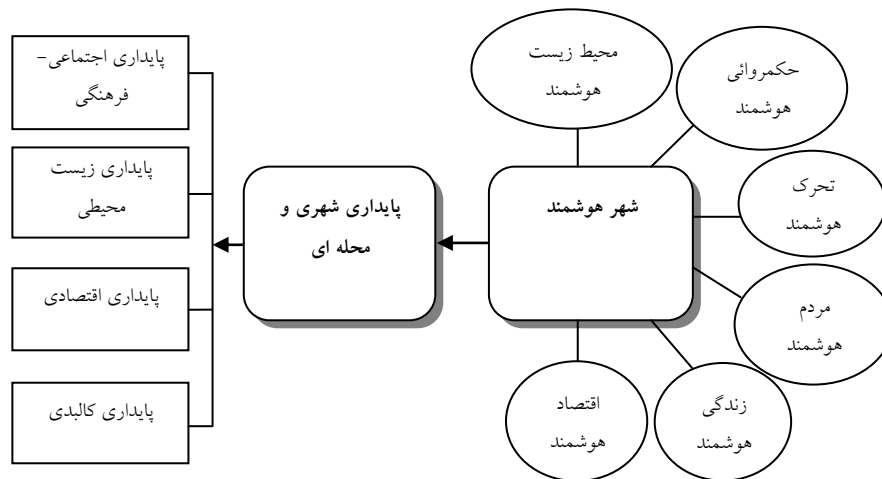 محیط زیست
هوشمند
حکمروائی
هوشمند
تحرک
هوشمند
مردم
هوشمند
زندگی
هوشمند
اقتصاد
هوشمند
شهر هوشمند
پایداری شهری و
محله ای
پایداری اجتماعی-
فرهنگی
پایداری زیست
محیطی
پایداری اقتصادی
پایداری کالبدی